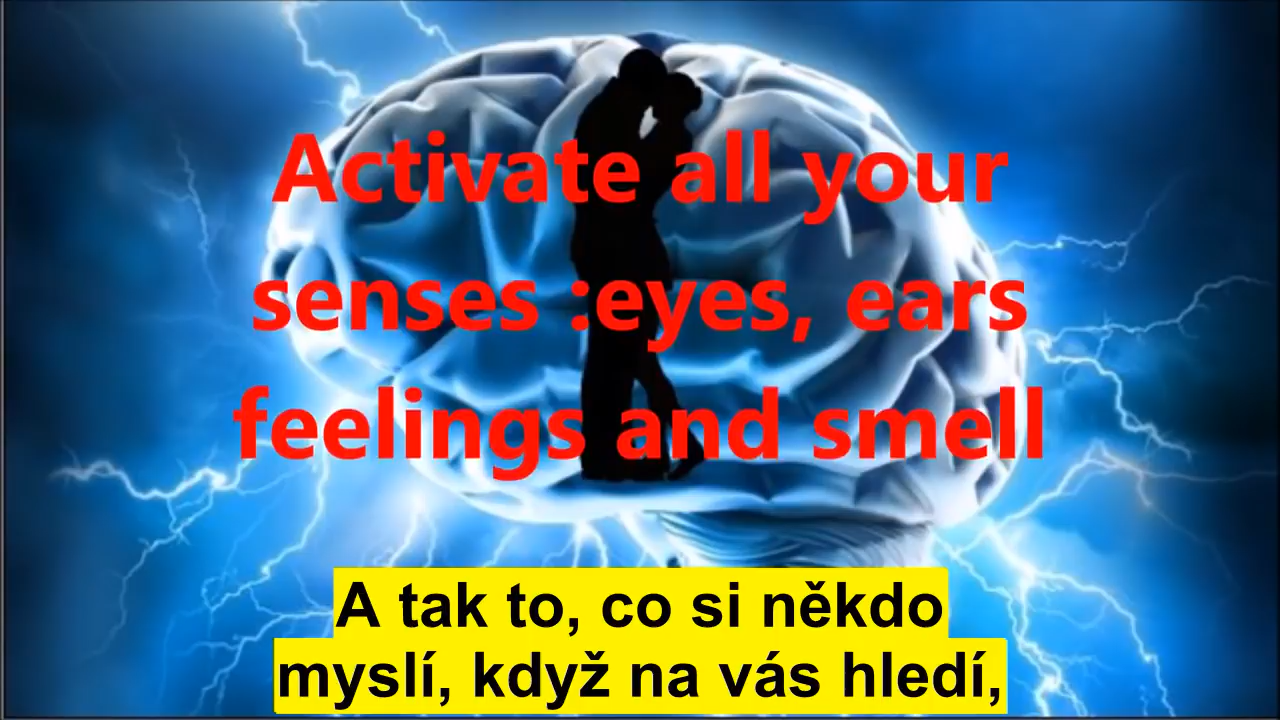 Activate all your
senses :eyes, ears
feelings and smell
A tak to, co si někdo
myslí, když na vás hledí,